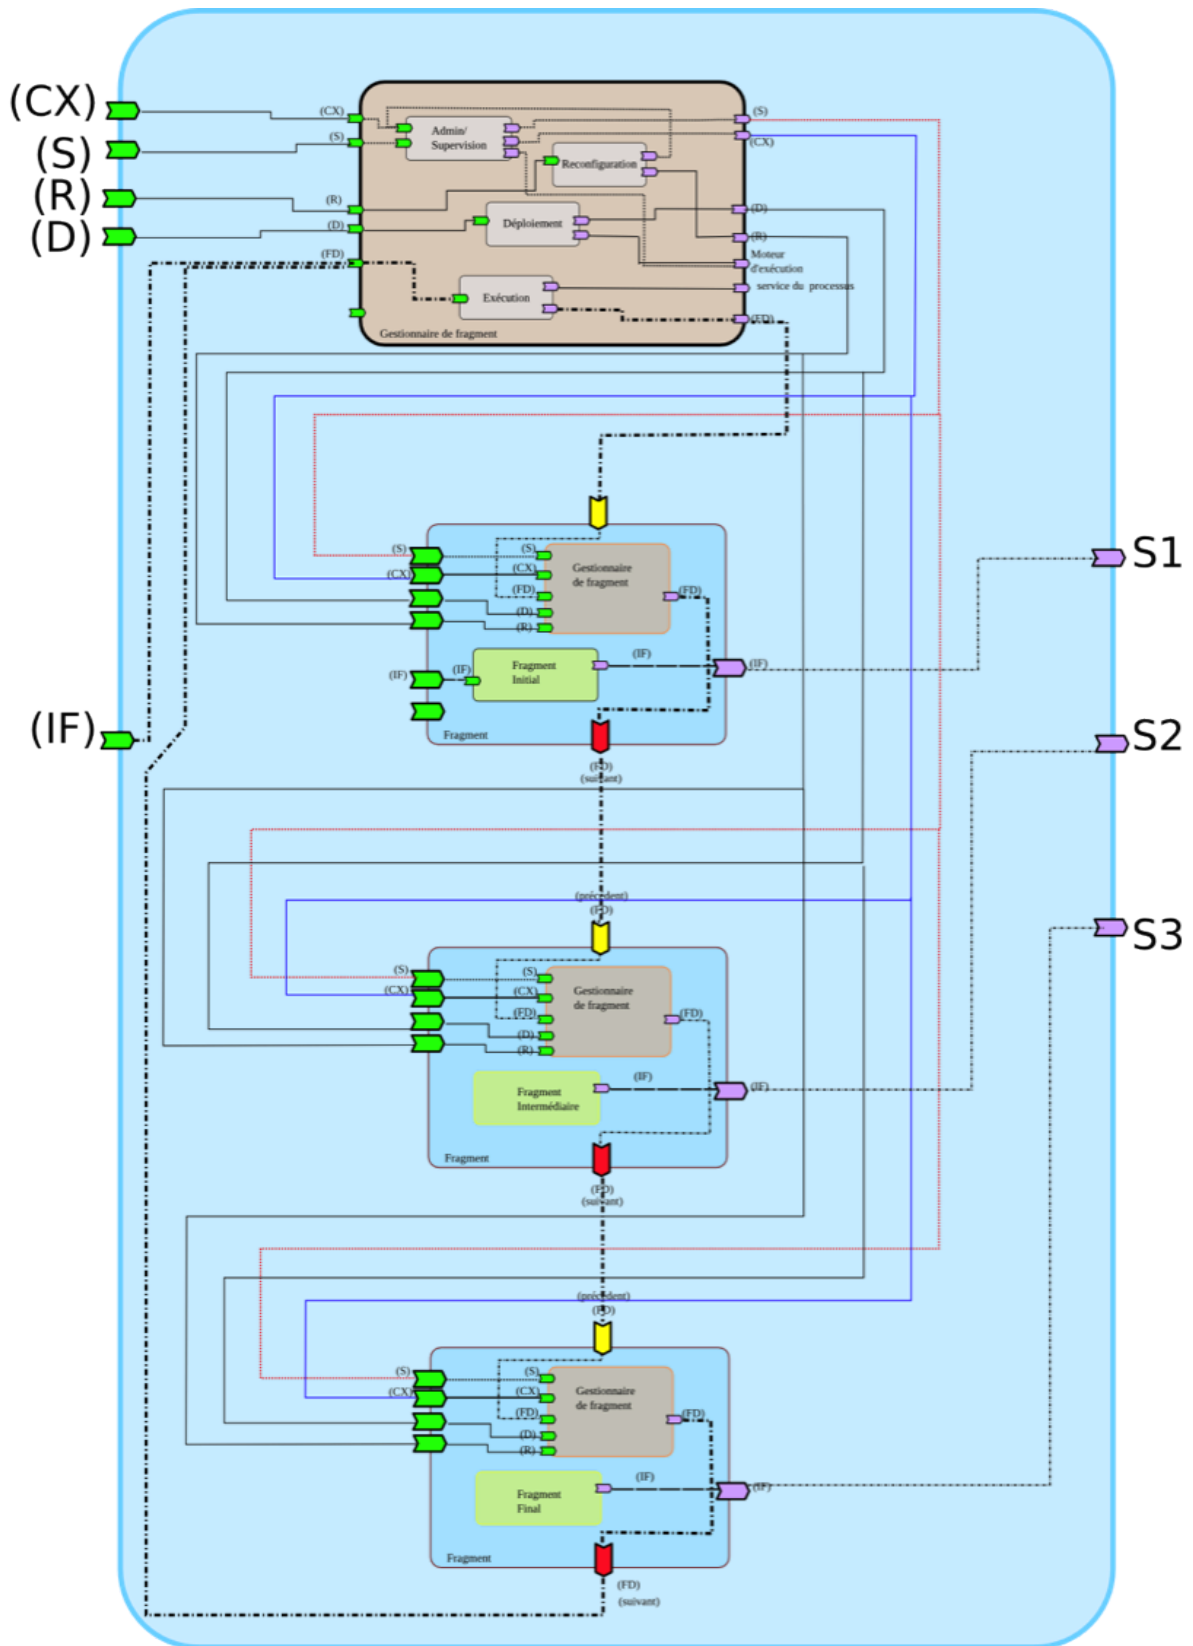 (CX)
(S)
(R)
(D)
(IF)
(CX)
(S)
(R)
(D)
(FD)
Admin/
Supervision
Reconfiguration
Déploiement
Exécution
Gestionnaire de fragment
(S)
(CX)
(D)
(R)
Moteur
d'exécution
service du processus
(FD)
(S)
(CX)
(S)
(CX)
(FD)
(D)
(R)
Gestionnaire
de fragment
(FD)
(IF)
(IF)
Fragment
Initial
(IF)
(IF)
Fragment
(FD)
(suivant)
S1
S2
S3
(précédent)
(FD)
(S)
(CX)
(S)
(CX)
(FD)
(D)
(R)
Gestionnaire
de fragment
(FD)
Fragment
Intermédiaire
(IF)
(IF)
Fragment
(FD)
(suivant)
(précédent)
(FD)
(S)
(CX)
(S)
(CX)
(FD)
(D)
(R)
Gestionnaire
de fragment
(FD)
Fragment
Final
(IF)
(IF)
Fragment
(FD)
(suivant)